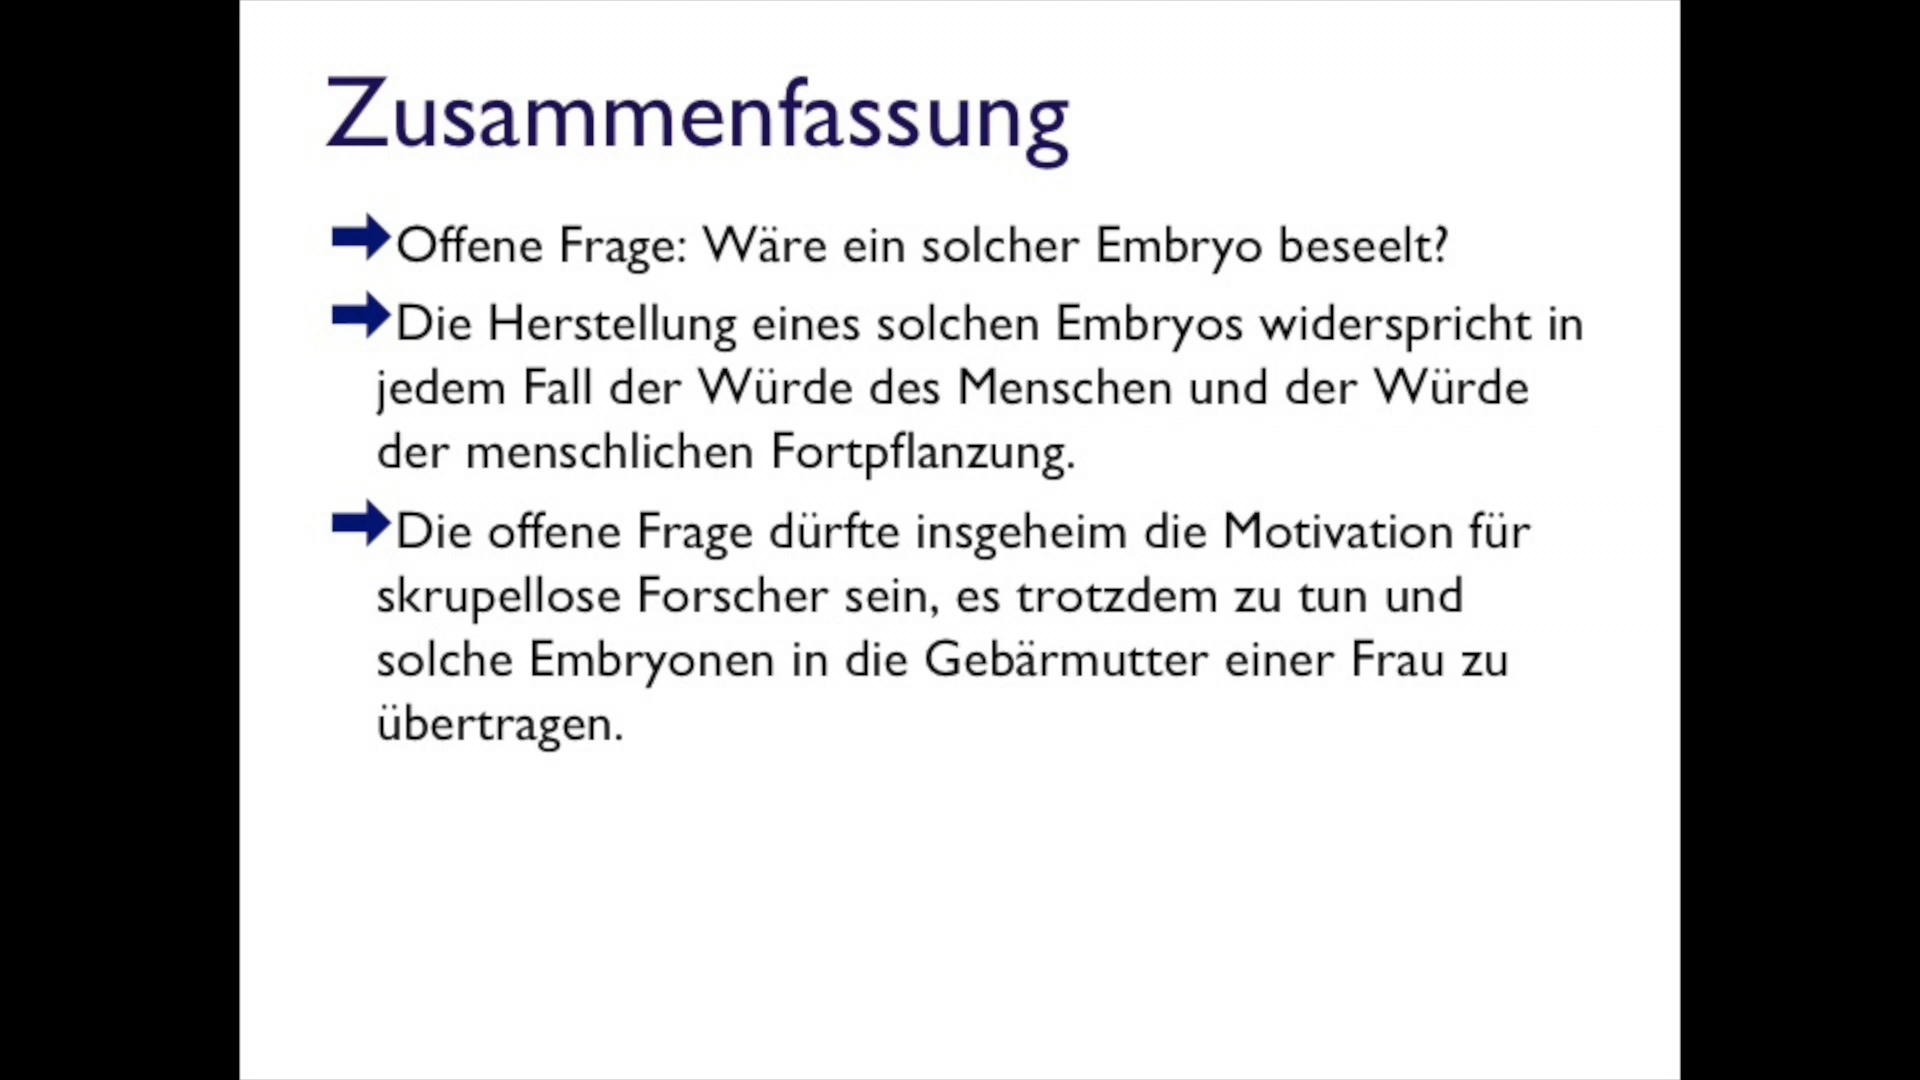 Zusammenfassung
Offene Frage: Wäre ein solcher Embryo beseelt?
Die Herstellung eines solchen Embryos widerspricht in
jedem Fall der Würde des Menschen und der Würde
der menschlichen Fortpflanzung.
Die offene Frage dürfte insgeheim die Motivation für
skrupellose Forscher sein, es trotzdem zu tun und
solche Embryonen in die Gebärmutter einer Frau zu
übertragen.